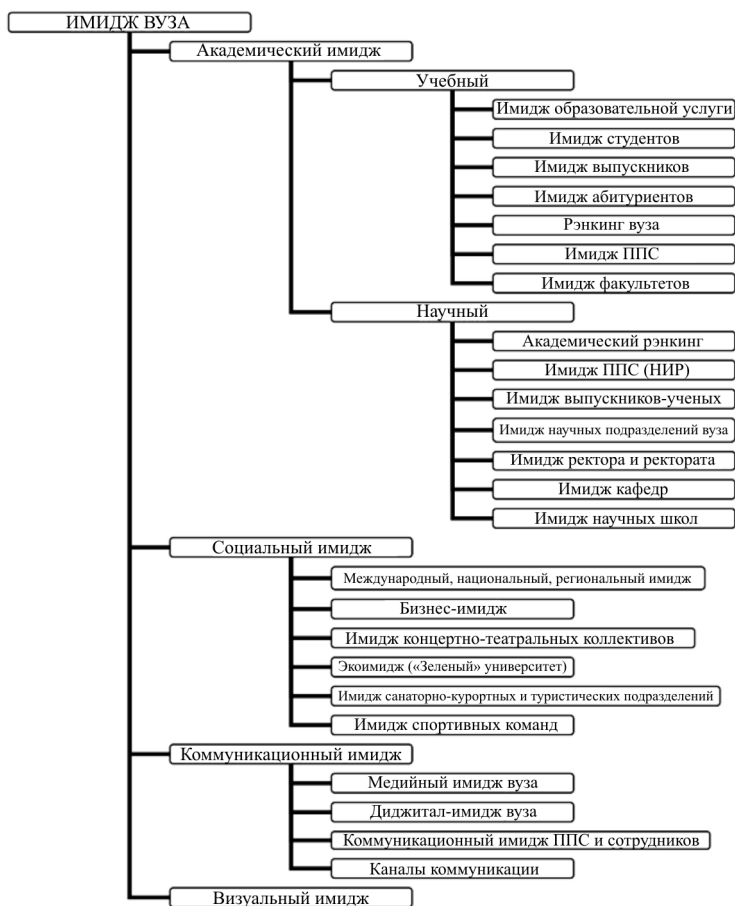 ИМИДЖ ВУЗА
Академический имидж
Учебный
Имидж образовательной услуги
Имидж студентов
Имидж выпускников
Имидж абитуриентов
Рэнкинг вуза
Имидж ППС
Имидж факультетов
Научный
Академический рэнкинг
Имидж ППС (НИР)
Имидж выпускников-ученых
Имидж научных подразделений вуза
Имидж ректора и ректората
Имидж кафедр
Имидж научных школ
Социальный имидж
Международный, национальный, региональный имидж
Бизнес-имидж
Имидж концертно-театральных коллективов
Экоимидж («Зеленый» университет)
Имидж санаторно-курортных и туристических подразделений
Имидж спортивных команд
Коммуникационный имидж
Медийный имидж вуза
Диджитал-имидж вуза
Коммуникационный имидж ППС и сотрудников
Каналы коммуникации
Визуальный имидж